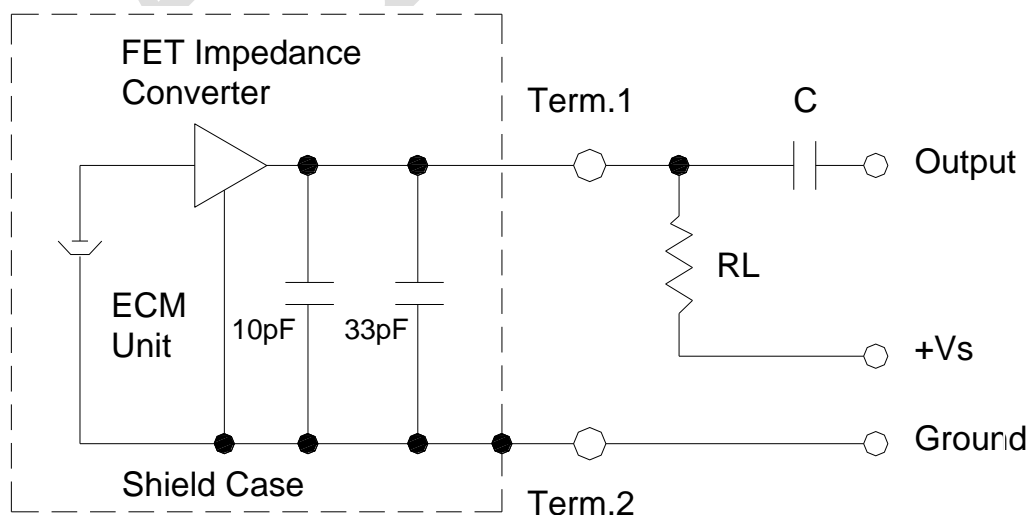 FET Impedance
Converter
Term.1
C
Output
RL
ECM
Unit
10pF
33pF
+Vs
Ground
Shield Case
Term.2